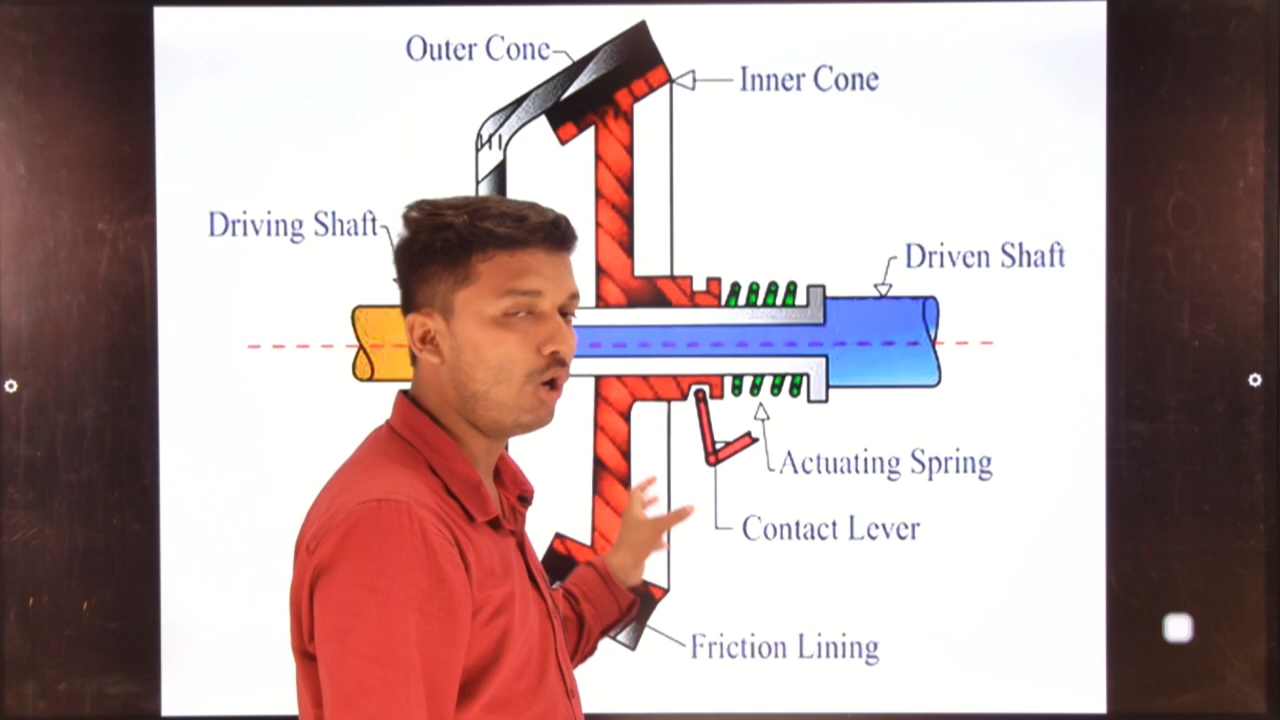 Outer Cone
Inner Cone
Driving Shaft
Driven Shaft
Actuating Spring
Contact Lever
Friction Lining